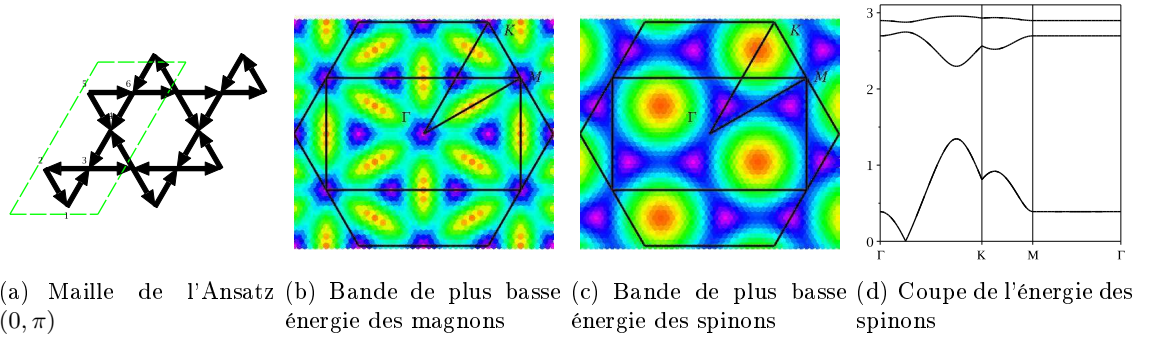 5
6
2
3
1
K
M
Γ
K
M
Γ
3
2
1
0
Γ K M Γ
(a) Maille de l'Ansatz (0, π)
(b) Bande de plus basse énergie des magnons
(c) Bande de plus basse énergie des spinons
(d) Coupe de l'énergie des spinons